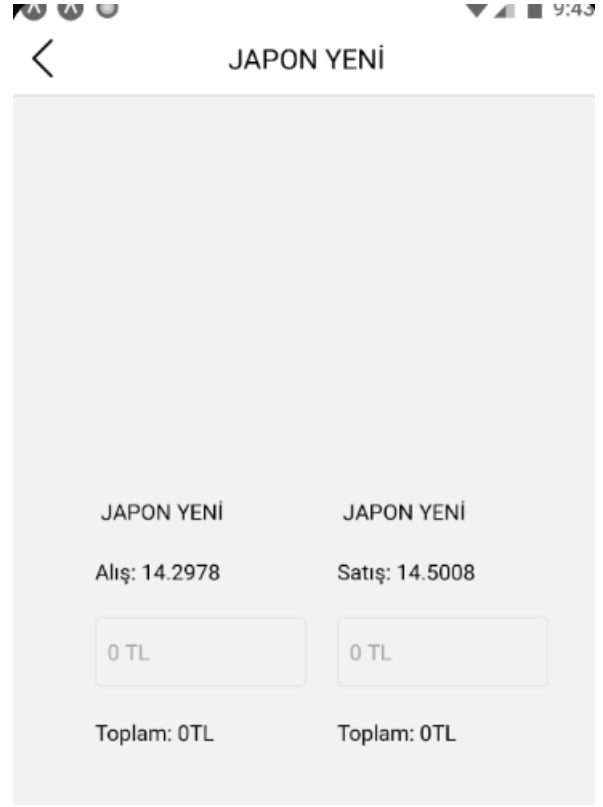 9:43
JAPON YENİ
JAPON YENİ
JAPON YENİ
Alış: 14.2978
Satış: 14.5008
0 TL
0 TL
Toplam: 0TL
Toplam: 0TL